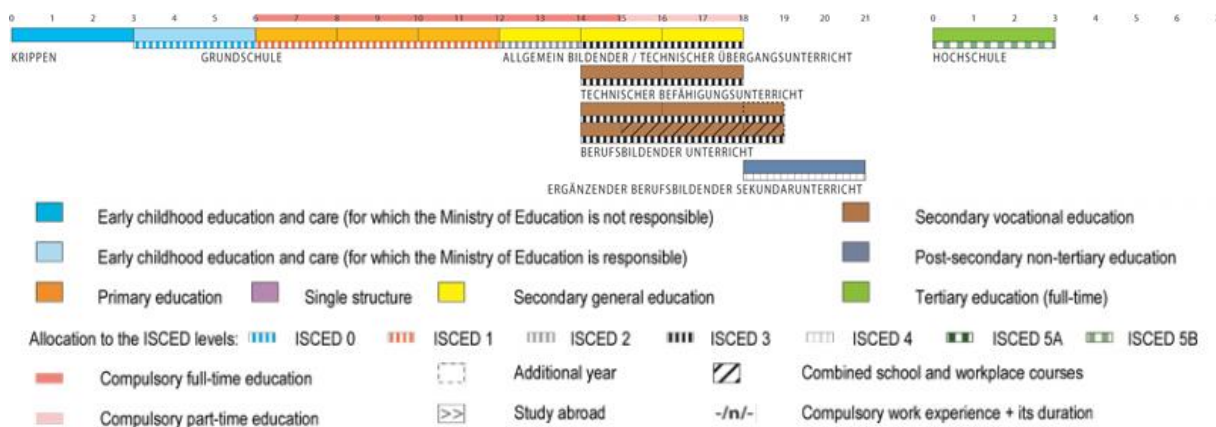 0 1 2 3 4 5 6 7 8 9 10 11 12 13 14 15 16 17 18 19 20 21 0 1 2 3 4 5 6 7
KRIPPEN GRUNDSCHULE ALLGEMEIN BILDENDER / TECHNISCHER ÜBERGANGSUNTERRICHT HOCHSCHULE
TECHNISCHER BEFÄHIGUNGSUNTERRICHT
BERUFSBILDENDER UNTERRICHT
ERGÄNZENDER BERUFSBILDENDER SEKUNDARUNTERRICHT
Early childhood education and care (for which the Ministry of Education is not responsible) Secondary vocational education
Early childhood education and care (for which the Ministry of Education is responsible) Post-secondary non-tertiary education
Primary education Single structure Secondary general education Tertiary education (full-time)
Allocation to the ISCED levels: ISCED 0 ISCED 1 ISCED 2 ISCED 3 ISCED 4 ISCED 5A ISCED 5B
Compulsory full-time education Additional year Combined school and workplace courses
Compulsory part-time education >> Study abroad -/n/- Compulsory work experience + its duration